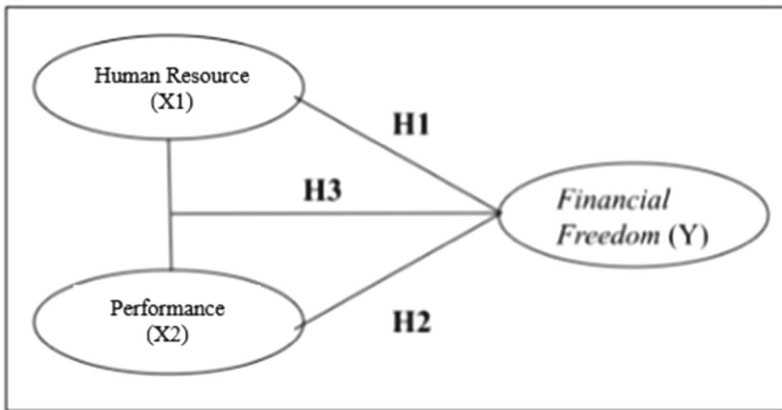 Human Resource
(X1)
H1
H3
Financial
Freedom (Y)
Performance
(X2)
H2